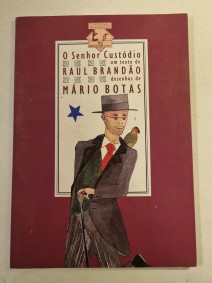 O Senhor Custódio
um texto de
RAUL BRANDÃO
desenhos de
MÁRIO BOTAS